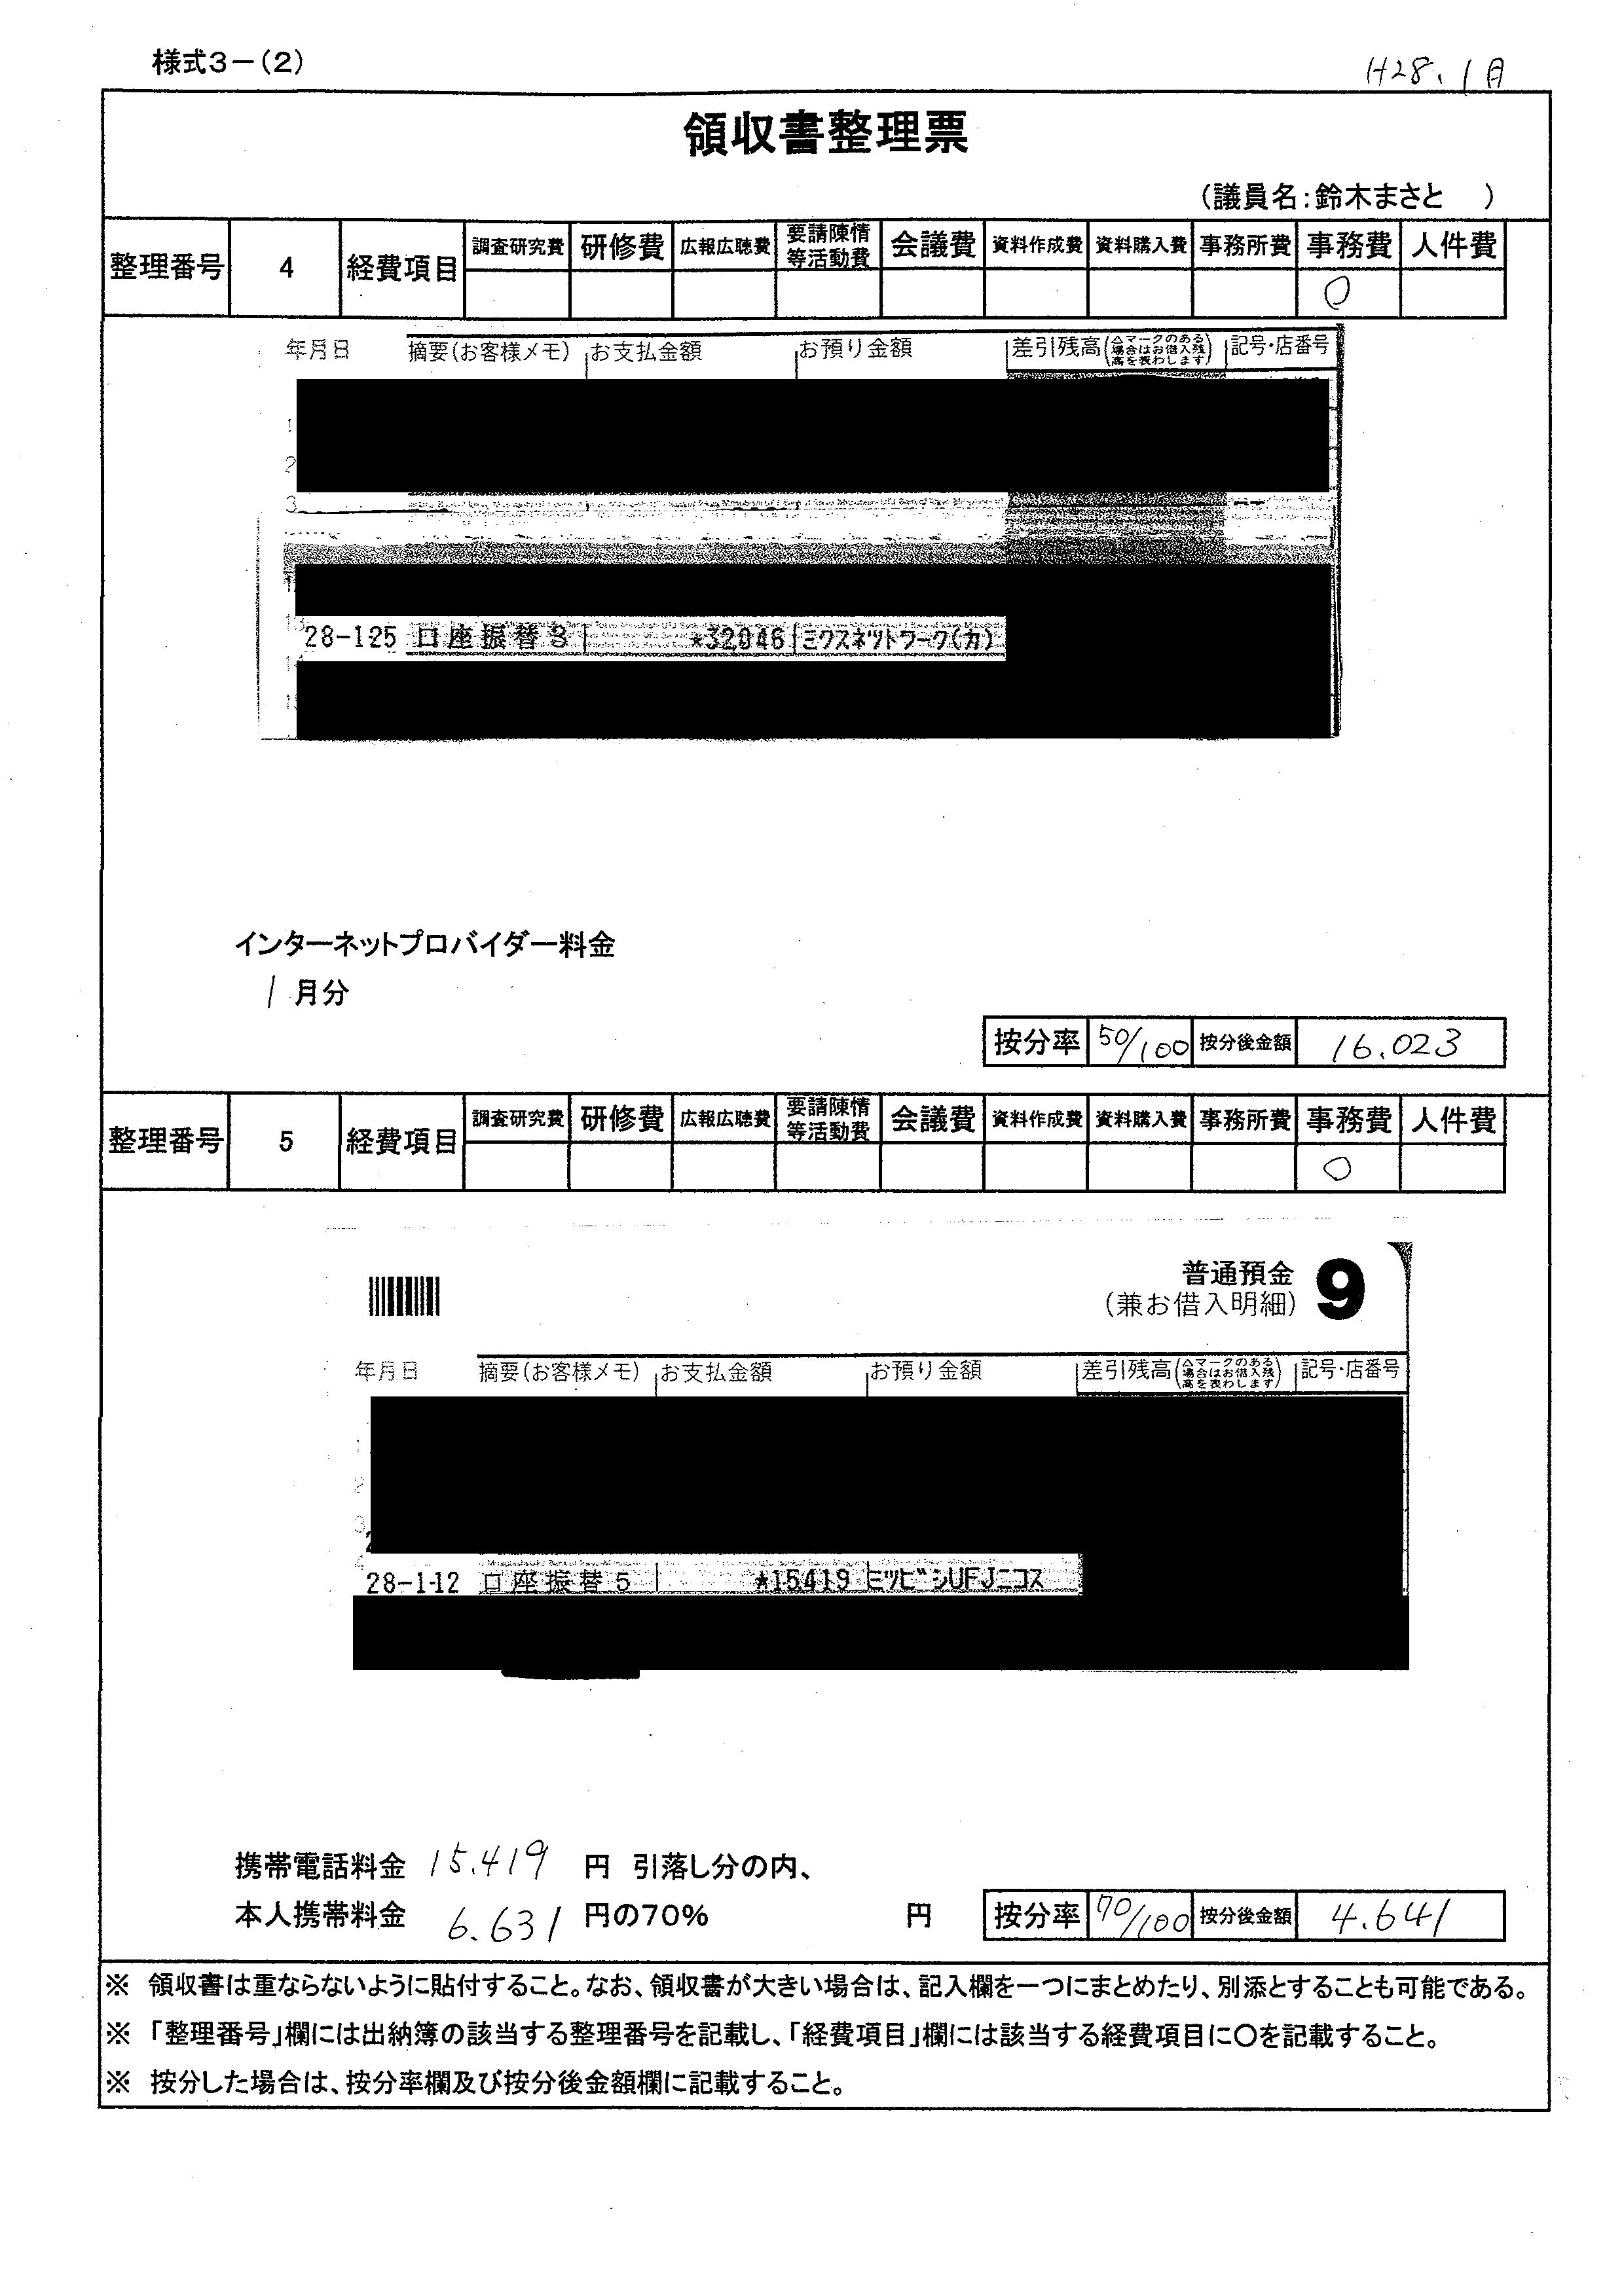 様式3-(2)
H28.1月
領収書整理票
(議員名:鈴木まさと )
整理番号 4 経費項目 調査研究費 研修費 広報広聴費 要請陳情等活動費 会議費 資料作成費 資料購入費 事務所費 事務費 人件費
○
年月日 摘要(お客様メモ) お支払金額 お預り金額 差引残高(△マークのある場合はお借入残高を表わします) 記号・店番号
1
2
3
28-1-25 口座振替3 *32,046 ミクスネットワーク(カ)
インターネットプロバイダー料金
1 月分
按分率 50/100 按分後金額 16.023
整理番号 5 経費項目 調査研究費 研修費 広報広聴費 要請陳情等活動費 会議費 資料作成費 資料購入費 事務所費 事務費 人件費
○
普通預金 9
(兼お借入明細)
年月日 摘要(お客様メモ) お支払金額 お預り金額 差引残高(△マークのある場合はお借入残高を表わします) 記号・店番号
1
2
3
28-1-12 口座振替5 *15,419 ミツビシUFJニコス
携帯電話料金 15.419 円 引落し分の内、
本人携帯料金 6.631 円の70% 円 按分率 70/100 按分後金額 4.641
※ 領収書は重ならないように貼付すること。なお、領収書が大きい場合は、記入欄を一つにまとめたり、別添とすることも可能である。
※ 「整理番号」欄には出納簿の該当する整理番号を記載し、「経費項目」欄には該当する経費項目に○を記載すること。
※ 按分した場合は、按分率欄及び按分後金額欄に記載すること。